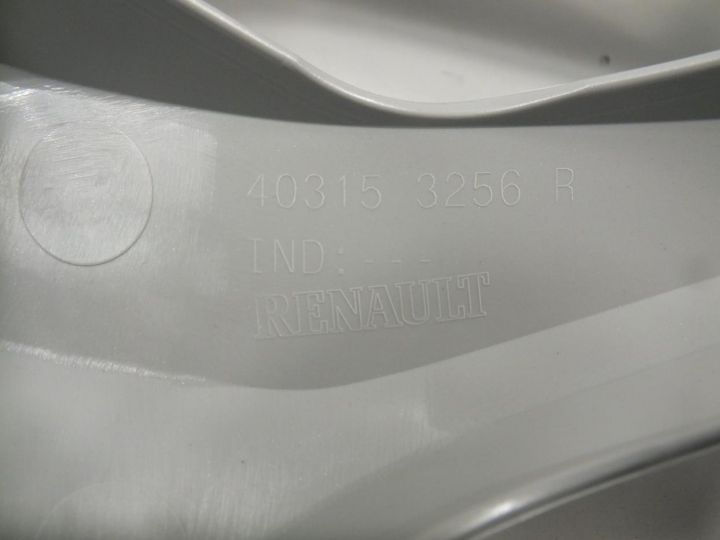 40315 3256 R
IND: ---
RENAULT